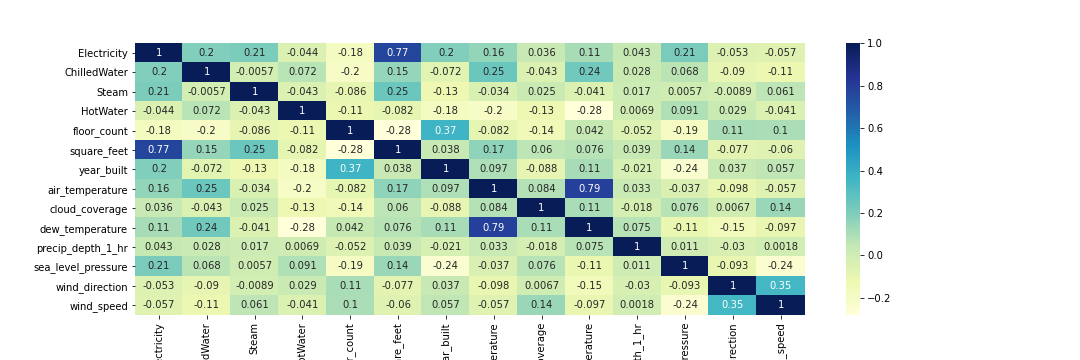 Electricity 1 0.2 0.21 -0.044 -0.18 0.77 0.2 0.16 0.036 0.11 0.043 0.21 -0.053 -0.057
ChilledWater 0.2 1 -0.0057 0.072 -0.2 0.15 -0.072 0.25 -0.043 0.24 0.028 0.068 -0.09 -0.11
Steam 0.21 -0.0057 1 -0.043 -0.086 0.25 -0.13 -0.034 0.025 -0.041 0.017 0.0057 -0.0089 0.061
HotWater -0.044 0.072 -0.043 1 -0.11 -0.082 -0.18 -0.2 -0.13 -0.28 0.0069 0.091 0.029 -0.041
floor_count -0.18 -0.2 -0.086 -0.11 1 -0.28 0.37 -0.082 -0.14 0.042 -0.052 -0.19 0.11 0.1
square_feet 0.77 0.15 0.25 -0.082 -0.28 1 0.038 0.17 0.06 0.076 0.039 0.14 -0.077 -0.06
year_built 0.2 -0.072 -0.13 -0.18 0.37 0.038 1 0.097 -0.088 0.11 -0.021 -0.24 0.037 0.057
air_temperature 0.16 0.25 -0.034 -0.2 -0.082 0.17 0.097 1 0.084 0.79 0.033 -0.037 -0.098 -0.057
cloud_coverage 0.036 -0.043 0.025 -0.13 -0.14 0.06 -0.088 0.084 1 0.11 -0.018 0.076 0.0067 0.14
dew_temperature 0.11 0.24 -0.041 -0.28 0.042 0.076 0.11 0.79 0.11 1 0.075 -0.11 -0.15 -0.097
precip_depth_1_hr 0.043 0.028 0.017 0.0069 -0.052 0.039 -0.021 0.033 -0.018 0.075 1 0.011 -0.03 0.0018
sea_level_pressure 0.21 0.068 0.0057 0.091 -0.19 0.14 -0.24 -0.037 0.076 -0.11 0.011 1 -0.093 -0.24
wind_direction -0.053 -0.09 -0.0089 0.029 0.11 -0.077 0.037 -0.098 0.0067 -0.15 -0.03 -0.093 1 0.35
wind_speed -0.057 -0.11 0.061 -0.041 0.1 -0.06 0.057 -0.057 0.14 -0.097 0.0018 -0.24 0.35 1
Steam
1.0
0.8
0.6
0.4
0.2
0.0
-0.2